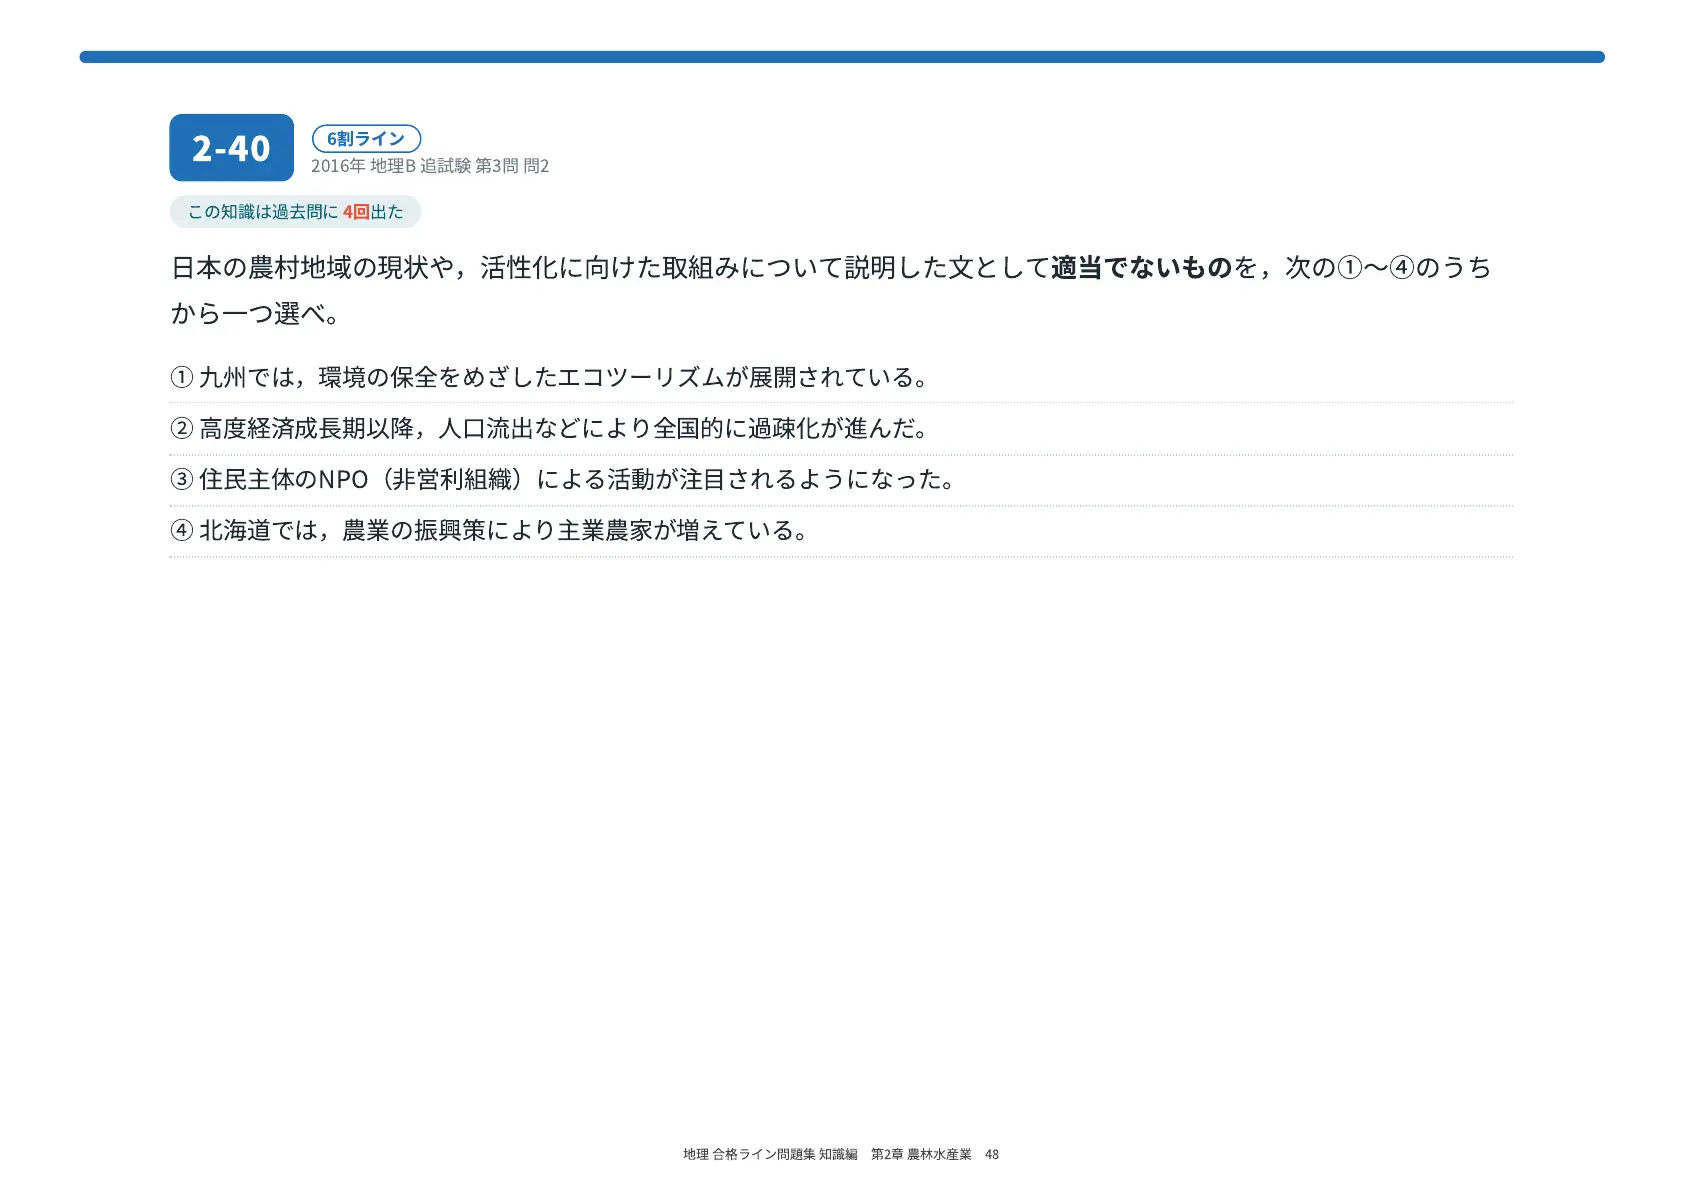 2-40
6割ライン
2016年 地理B 追試験 第3問 問2
この知識は過去問に 4回出た
日本の農村地域の現状や，活性化に向けた取組みについて説明した文として適当でないものを，次の①〜④のうち
から一つ選べ。
① 九州では，環境の保全をめざしたエコツーリズムが展開されている。
② 高度経済成長期以降，人口流出などにより全国的に過疎化が進んだ。
③ 住民主体のNPO（非営利組織）による活動が注目されるようになった。
④ 北海道では，農業の振興策により主業農家が増えている。
地理 合格ライン問題集 知識編　第2章 農林水産業　48